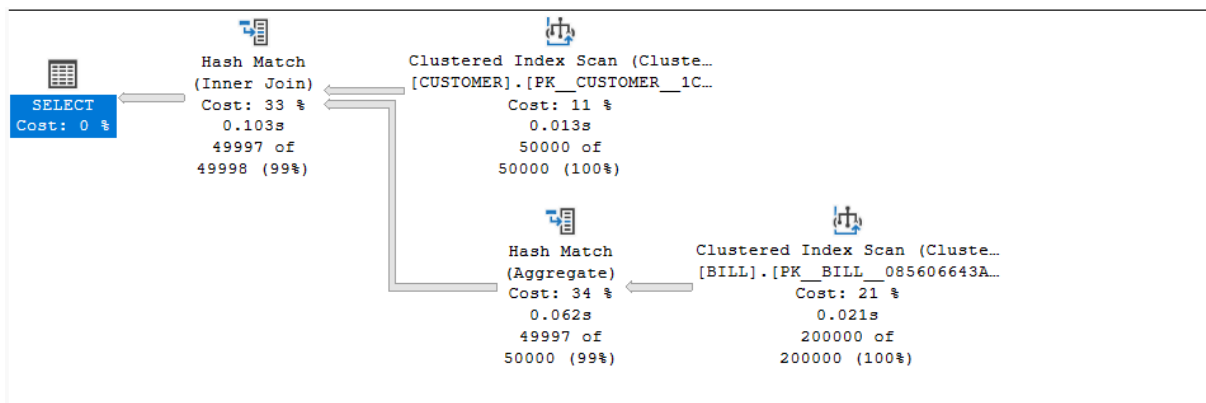 SELECT
Cost: 0 %
Hash Match
(Inner Join)
Cost: 33 %
0.103s
49997 of
49998 (99%)
Clustered Index Scan (Cluste…
[CUSTOMER].[PK__CUSTOMER__1C…
Cost: 11 %
0.013s
50000 of
50000 (100%)
Hash Match
(Aggregate)
Cost: 34 %
0.062s
49997 of
50000 (99%)
Clustered Index Scan (Cluste…
[BILL].[PK__BILL__085606643A…
Cost: 21 %
0.021s
200000 of
200000 (100%)